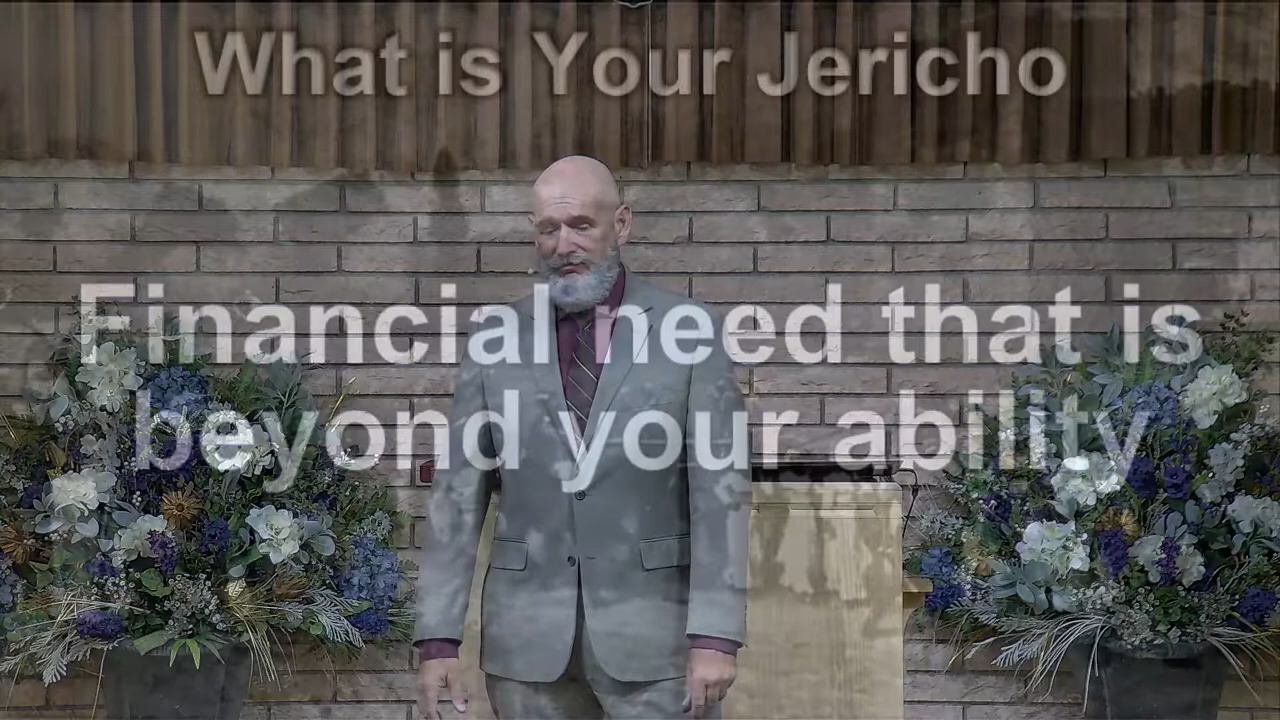 What is Your Jericho
Financial need that is
beyond your ability